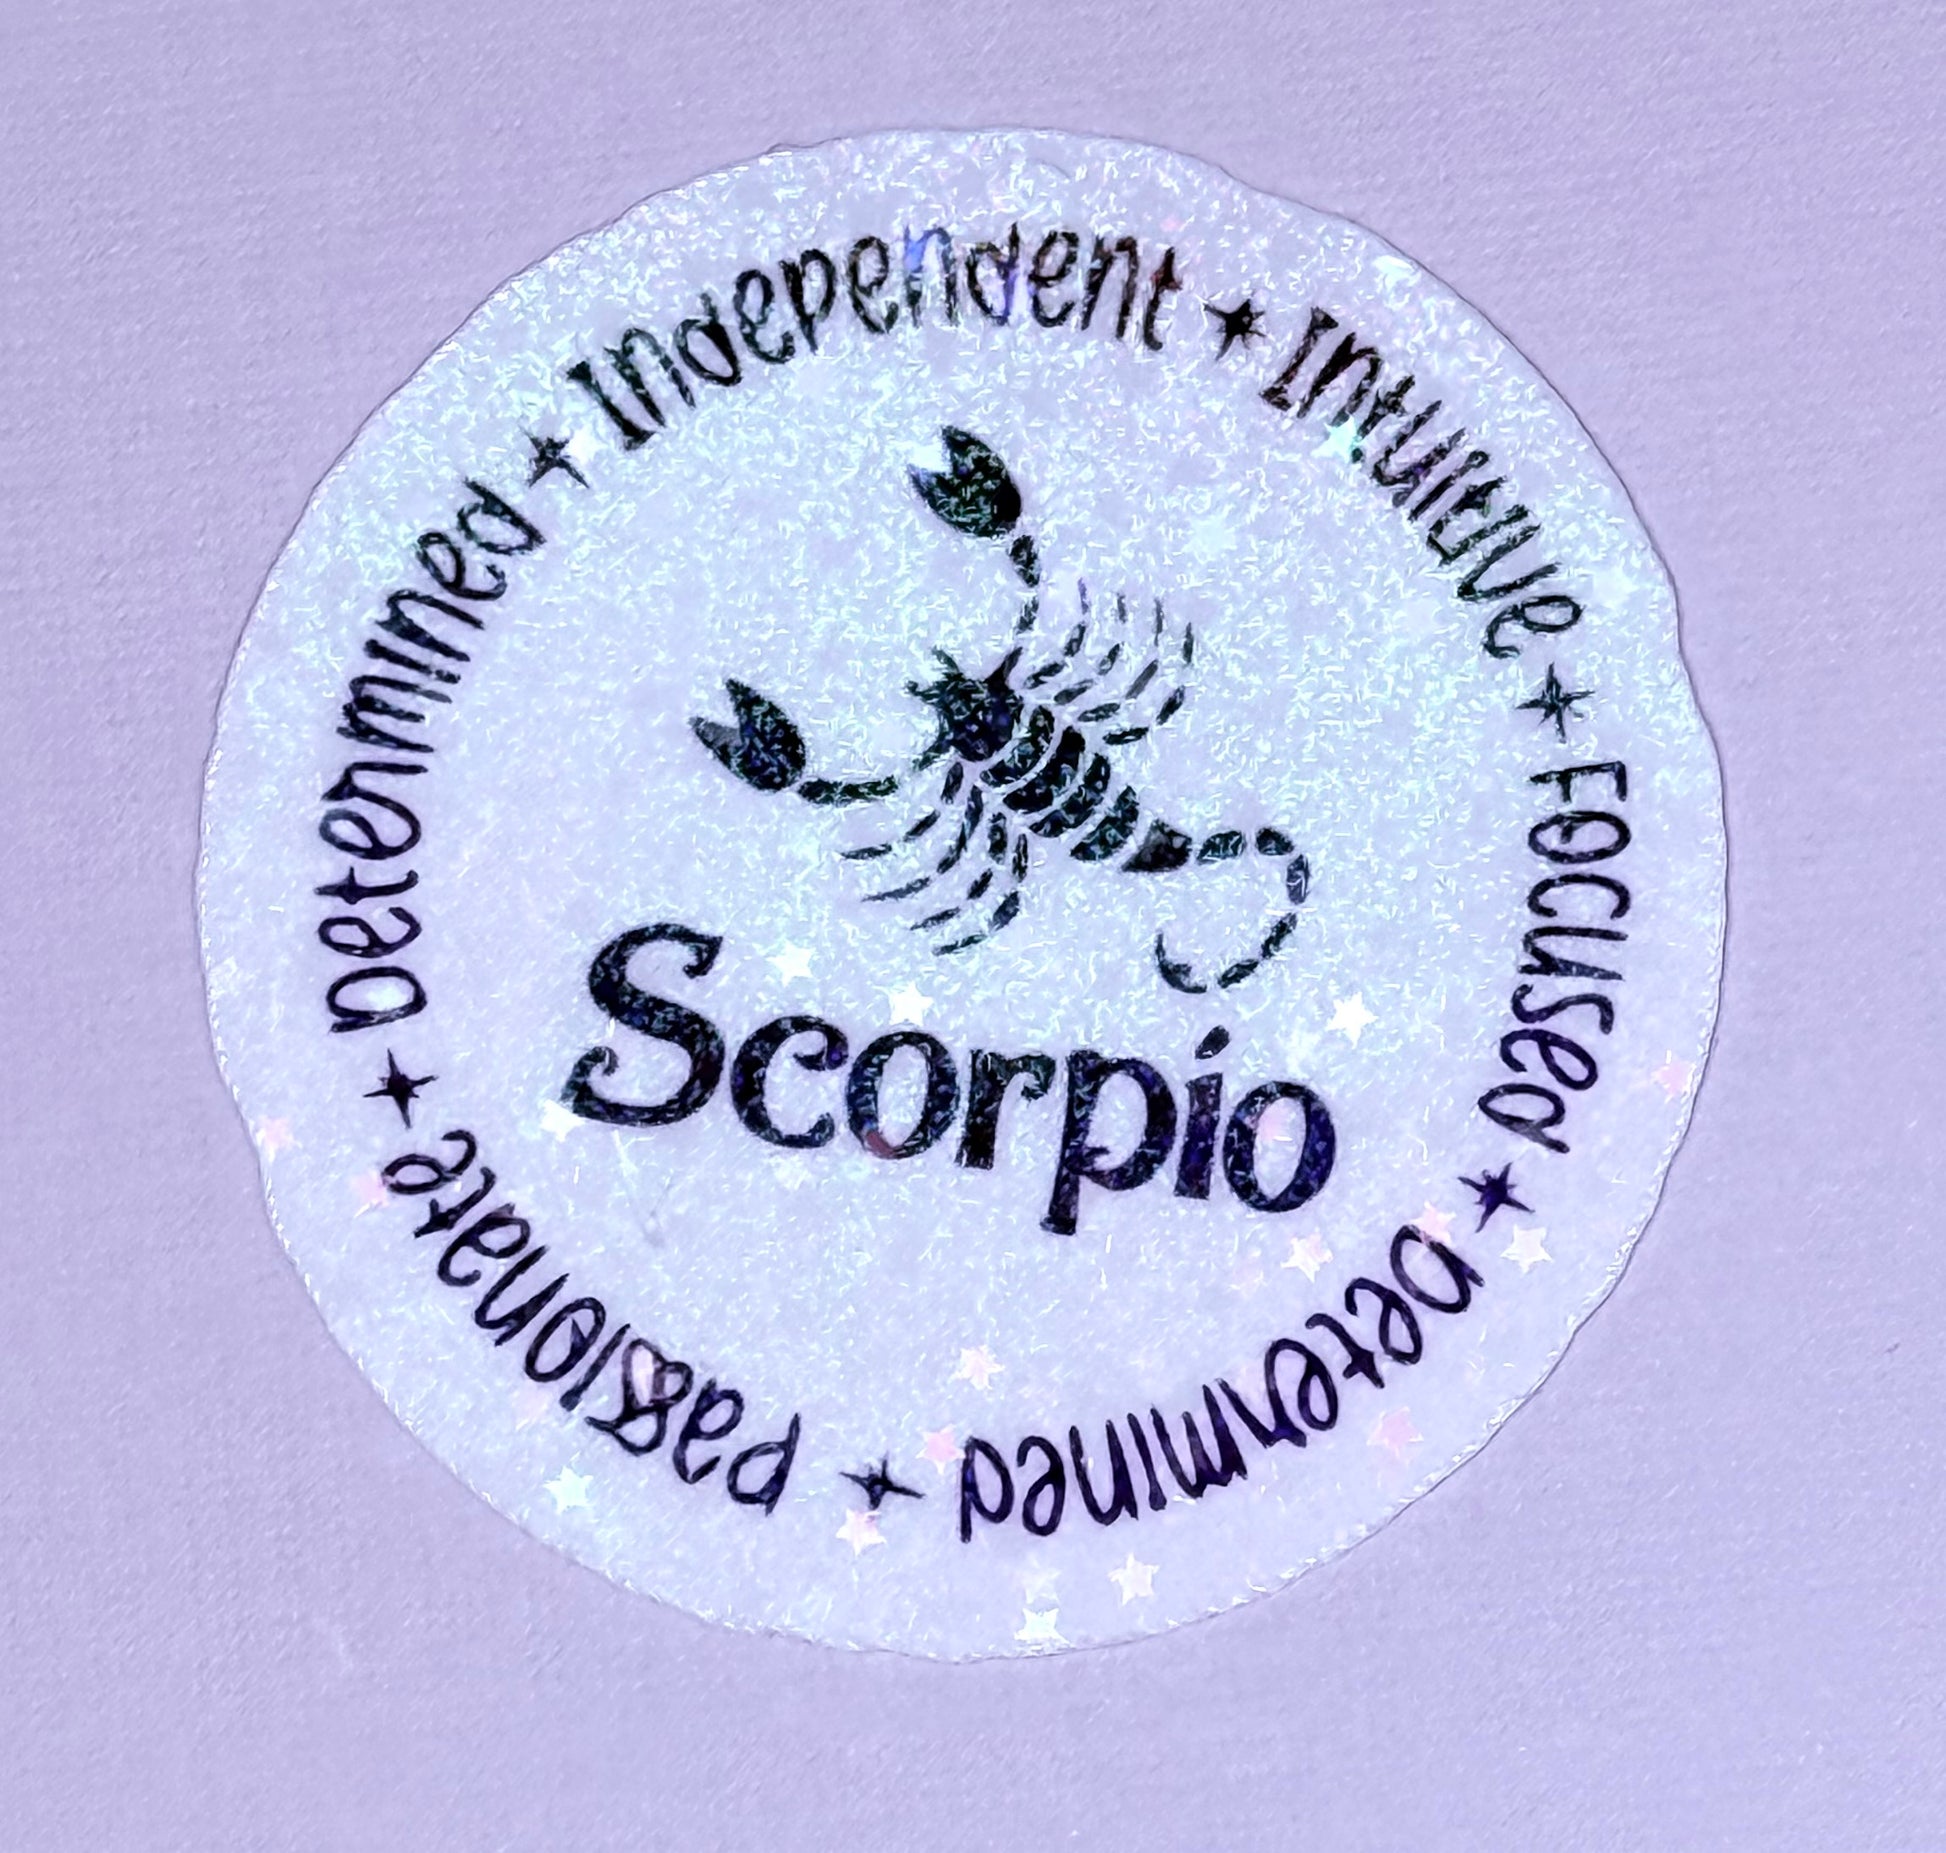 Independent ✦ Intuitive ✦ Focused ✦ Determined ✦ Passionate ✦ Determined ✦
Scorpio